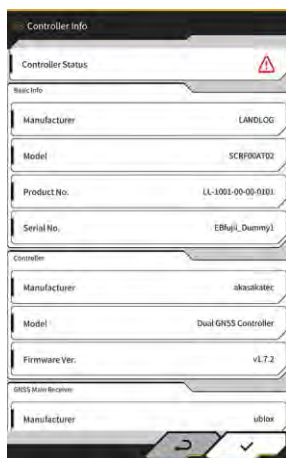 Controller Info
Controller Status
Basic Info
Manufacturer LANDLOG
Model SCRF00AT02
Product No. LL-1001-00-00-0101
Serial No. EBfujii_Dummy1
Controller
Manufacturer akasakatec
Model Dual GNSS Controller
Firmware Ver. v1.7.2
GNSS Main Receiver
Manufacturer ublox